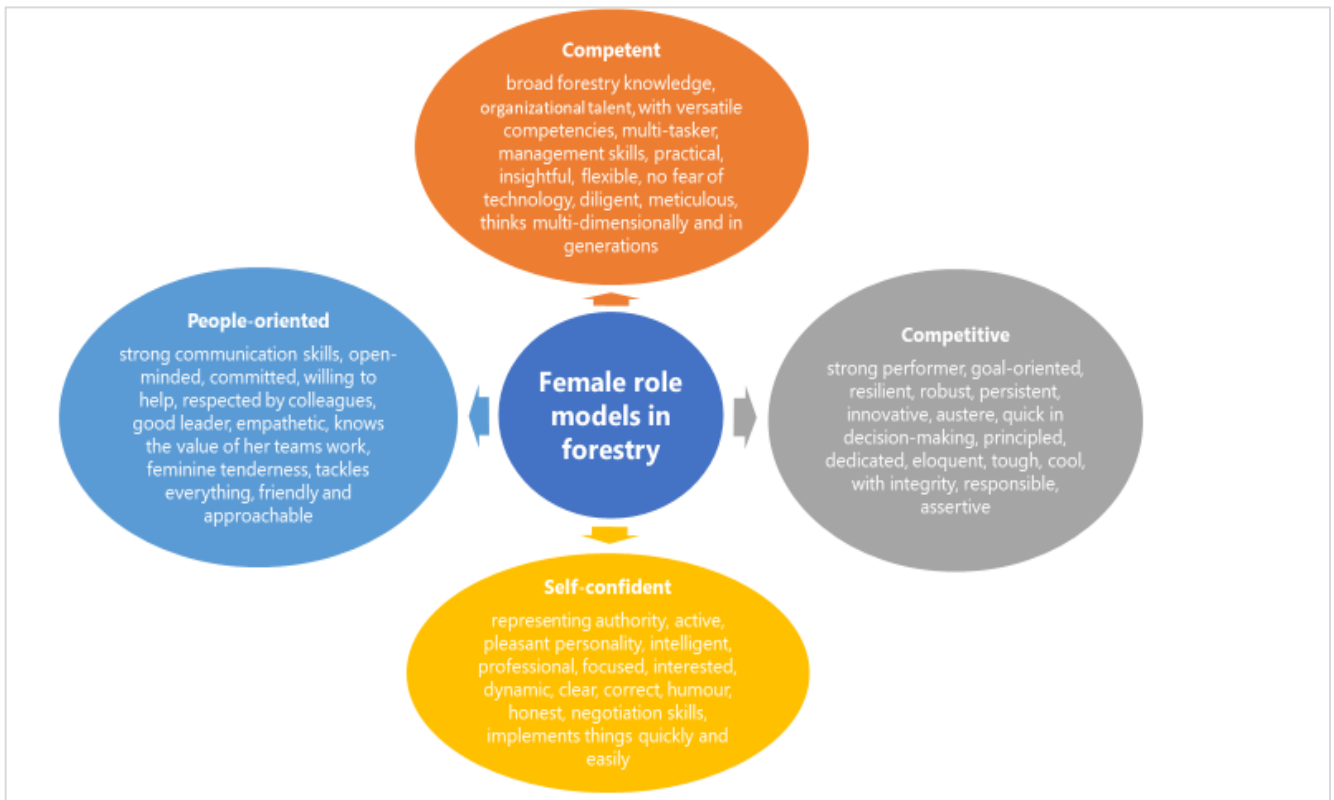 Competent
broad forestry knowledge,
organizational talent, with versatile
competencies, multi-tasker,
management skills, practical,
insightful, flexible, no fear of
technology, diligent, meticulous,
thinks multi-dimensionally and in
generations
People-oriented
strong communication skills, open-
minded, committed, willing to
help, respected by colleagues,
good leader, empathetic, knows
the value of her teams work,
feminine tenderness, tackles
everything, friendly and
approachable
Female role
models in
forestry
Competitive
strong performer, goal-oriented,
resilient, robust, persistent,
innovative, austere, quick in
decision-making, principled,
dedicated, eloquent, tough, cool,
with integrity, responsible,
assertive
Self-confident
representing authority, active,
pleasant personality, intelligent,
professional, focused, interested,
dynamic, clear, correct, humour,
honest, negotiation skills,
implements things quickly and
easily